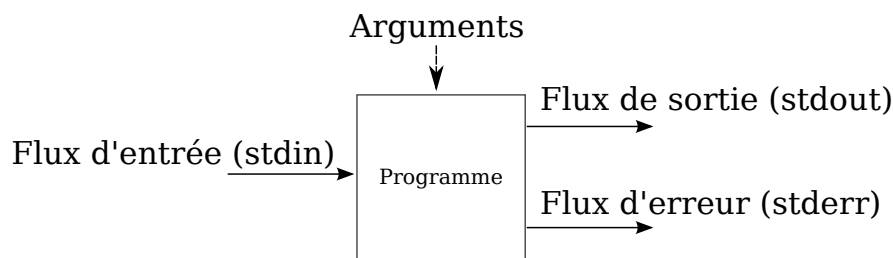 Arguments
Flux de sortie (stdout)
Flux d'entrée (stdin)
Programme
Flux d'erreur (stderr)